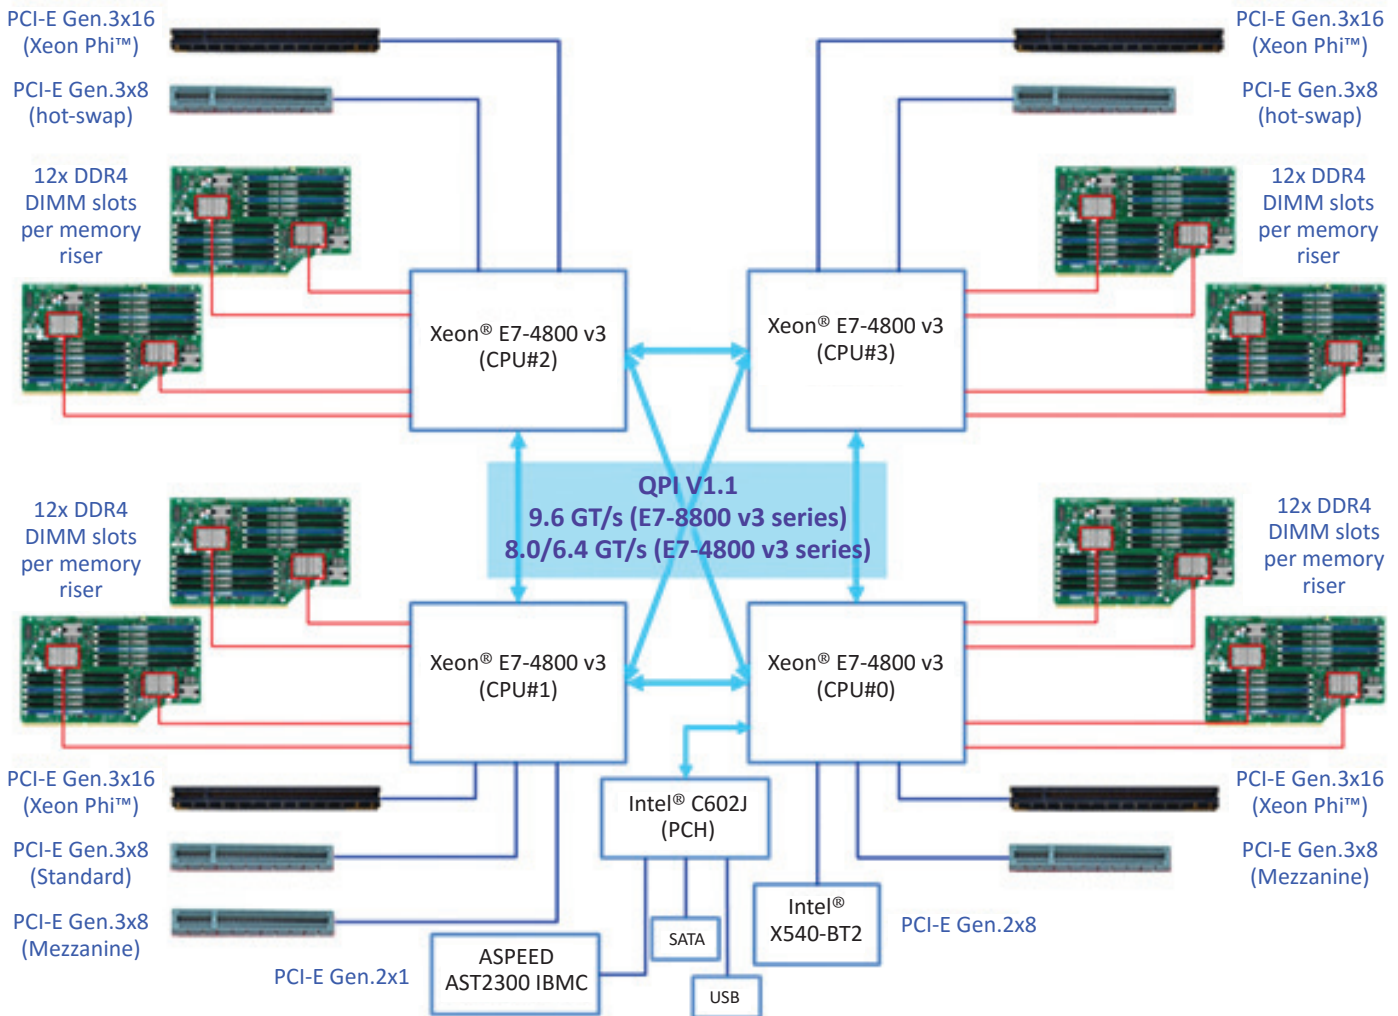 PCI-E Gen.3x16
(Xeon Phi™)
PCI-E Gen.3x16
(Xeon Phi™)
PCI-E Gen.3x8
(hot-swap)
PCI-E Gen.3x8
(hot-swap)
12x DDR4
DIMM slots
per memory
riser
12x DDR4
DIMM slots
per memory
riser
Xeon® E7-4800 v3
(CPU#2)
Xeon® E7-4800 v3
(CPU#3)
QPI V1.1
9.6 GT/s (E7-8800 v3 series)
8.0/6.4 GT/s (E7-4800 v3 series)
12x DDR4
DIMM slots
per memory
riser
12x DDR4
DIMM slots
per memory
riser
Xeon® E7-4800 v3
(CPU#1)
Xeon® E7-4800 v3
(CPU#0)
PCI-E Gen.3x16
(Xeon Phi™)
Intel® C602J
(PCH)
PCI-E Gen.3x16
(Xeon Phi™)
PCI-E Gen.3x8
(Standard)
PCI-E Gen.3x8
(Mezzanine)
PCI-E Gen.3x8
(Mezzanine)
Intel®
X540-BT2
PCI-E Gen.2x8
SATA
PCI-E Gen.2x1
ASPEED
AST2300 IBMC
USB